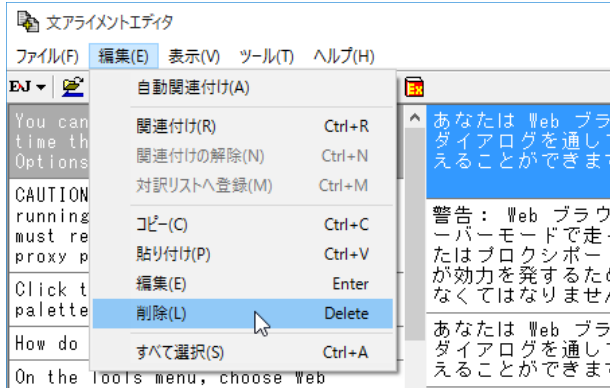 文アライメントエディタ
ファイル(F) 編集(E) 表示(V) ツール(T) ヘルプ(H)
EXJ
自動関連付け(A)
関連付け(R) Ctrl+R
関連付けの解除(N) Ctrl+N
対訳リストへ登録(M) Ctrl+M
コピー(C) Ctrl+C
貼り付け(P) Ctrl+V
編集(E) Enter
削除(L) Delete
すべて選択(S) Ctrl+A
You can
time th
Options
CAUTION
running
must re
proxy p
Click t
palette
How do
On the Tools menu, choose Web
あなたは Web ブラ
ダイアログを通し
えることができま
警告： Web ブラウ
ーバーモードで走
たはプロクシポー
が効力を発するた
なくてはなりませ
あなたは Web ブラ
ダイアログを通し
えることができま